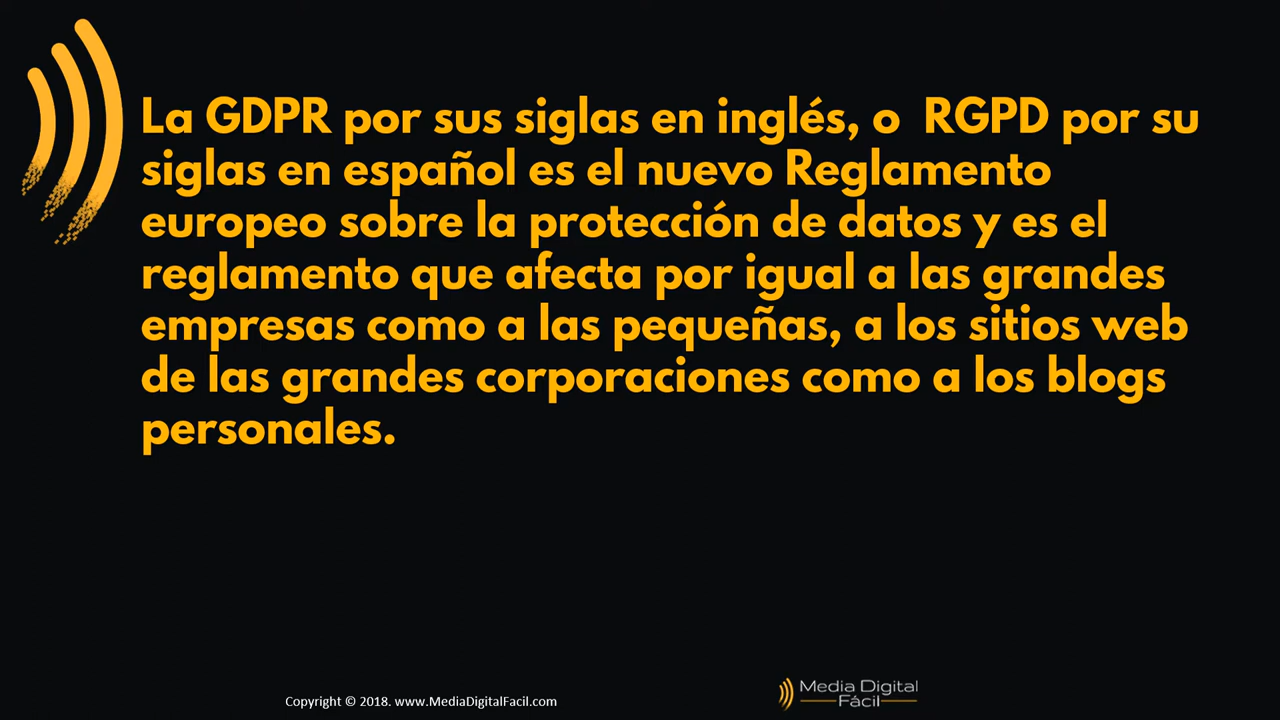 La GDPR por sus siglas en inglés, o RGPD por su
siglas en español es el nuevo Reglamento
europeo sobre la protección de datos y es el
reglamento que afecta por igual a las grandes
empresas como a las pequeñas, a los sitios web
de las grandes corporaciones como a los blogs
personales.
Copyright © 2018. www.MediaDigitalFacil.com
Media Digital
Fácil